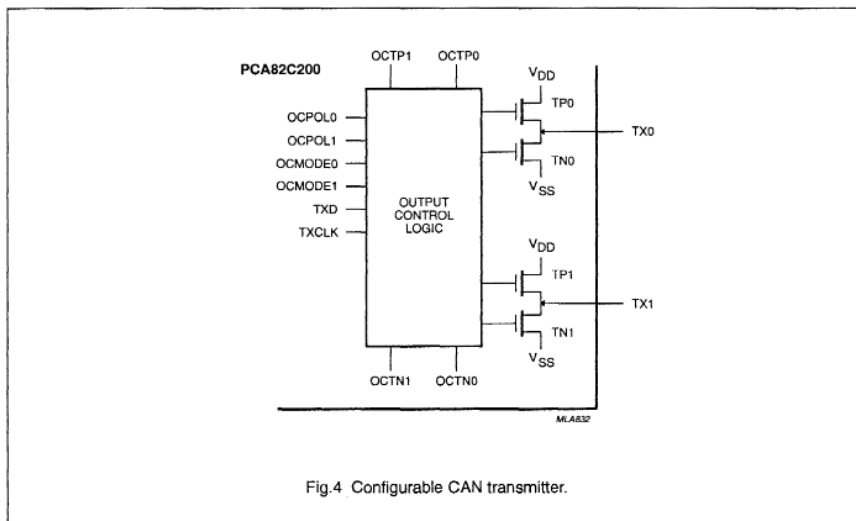 OCTP1 OCTP0
PCA82C200
VDD
TP0
OCPOL0
TX0
OCPOL1
TN0
OCMODE0
OCMODE1
VSS
TXD
OUTPUT
CONTROL
LOGIC
TXCLK
VDD
TP1
TX1
TN1
VSS
OCTN1 OCTN0
MLA832
Fig.4 Configurable CAN transmitter.